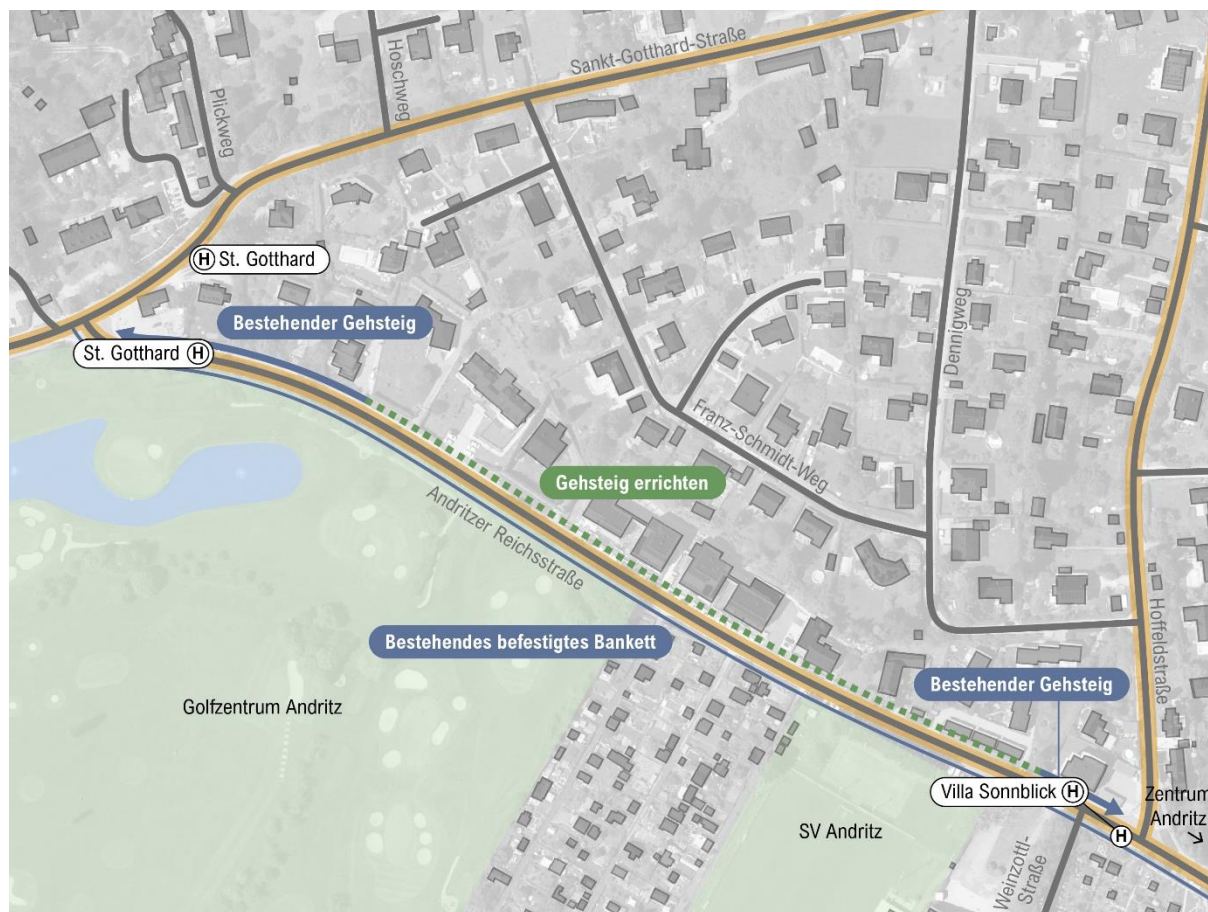 Sankt-Gotthard-Straße
Hoschweg
Plickweg
H St. Gotthard
Bestehender Gehsteig
St. Gotthard H
Dennigweg
Franz-Schmidt-Weg
Gehsteig errichten
Andritzer Reichsstraße
Hoffeldstraße
Bestehendes befestigtes Bankett
Bestehender Gehsteig
Golfzentrum Andritz
Villa Sonnblick H
Zentrum
Andritz
SV Andritz
H
Weinzöttl-
Straße